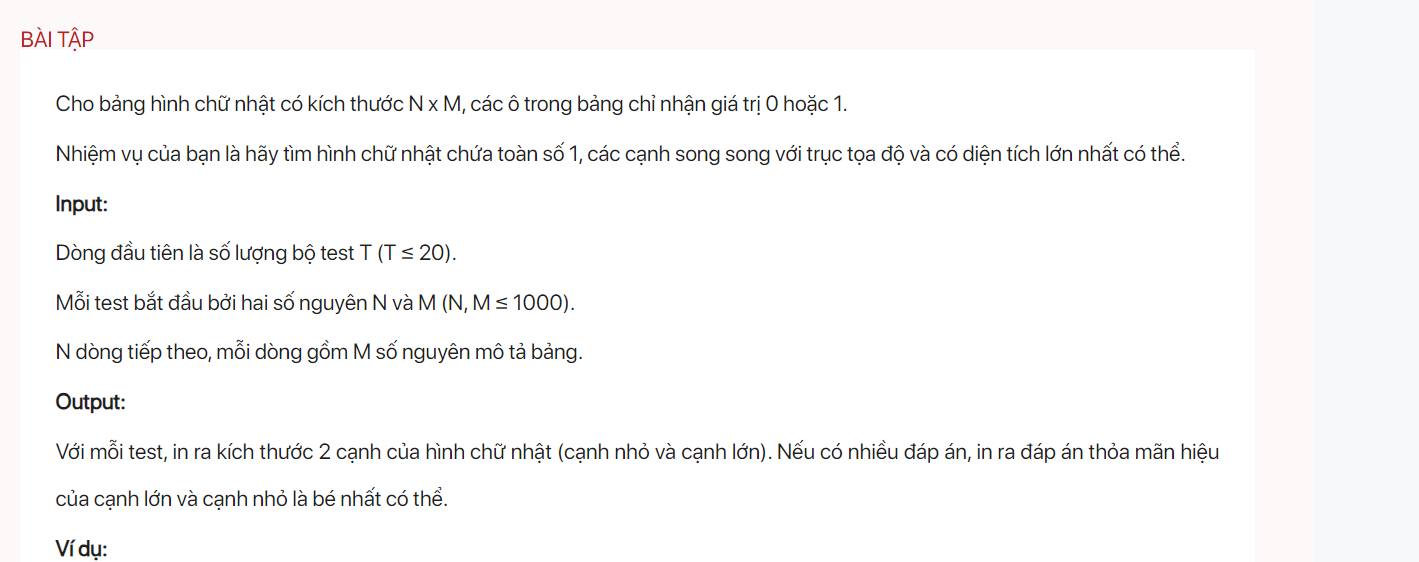 BÀI TẬP
Cho bảng hình chữ nhật có kích thước N x M, các ô trong bảng chỉ nhận giá trị 0 hoặc 1.
Nhiệm vụ của bạn là hãy tìm hình chữ nhật chứa toàn số 1, các cạnh song song với trục tọa độ và có diện tích lớn nhất có thể.
Input:
Dòng đầu tiên là số lượng bộ test T (T ≤ 20).
Mỗi test bắt đầu bởi hai số nguyên N và M (N, M ≤ 1000).
N dòng tiếp theo, mỗi dòng gồm M số nguyên mô tả bảng.
Output:
Với mỗi test, in ra kích thước 2 cạnh của hình chữ nhật (cạnh nhỏ và cạnh lớn). Nếu có nhiều đáp án, in ra đáp án thỏa mãn hiệu
của cạnh lớn và cạnh nhỏ là bé nhất có thể.
Ví dụ: